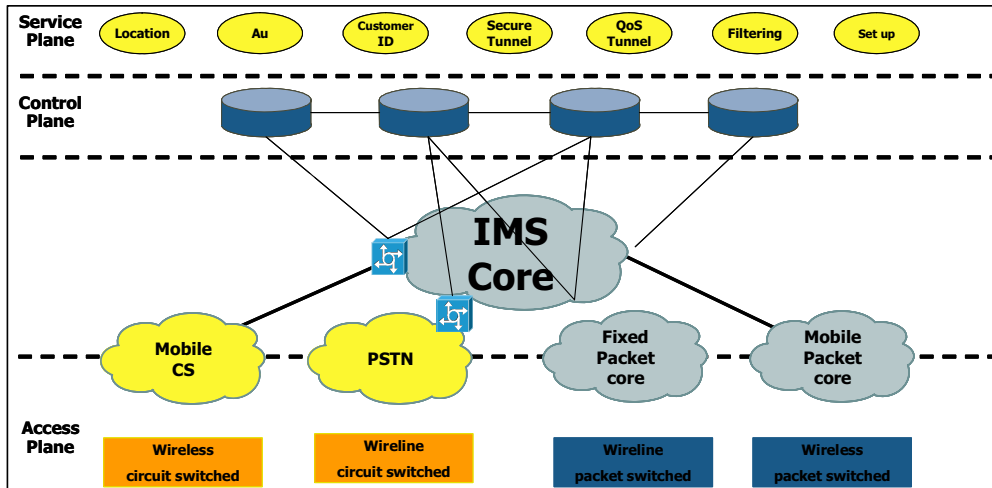 Service
Plane
Location
Au
Customer
ID
Secure
Tunnel
QoS
Tunnel
Filtering
Set up
Control
Plane
IMS
Core
Mobile
CS
PSTN
Fixed
Packet
core
Mobile
Packet
core
Access
Plane
Wireless
circuit switched
Wireline
circuit switched
Wireline
packet switched
Wireless
packet switched